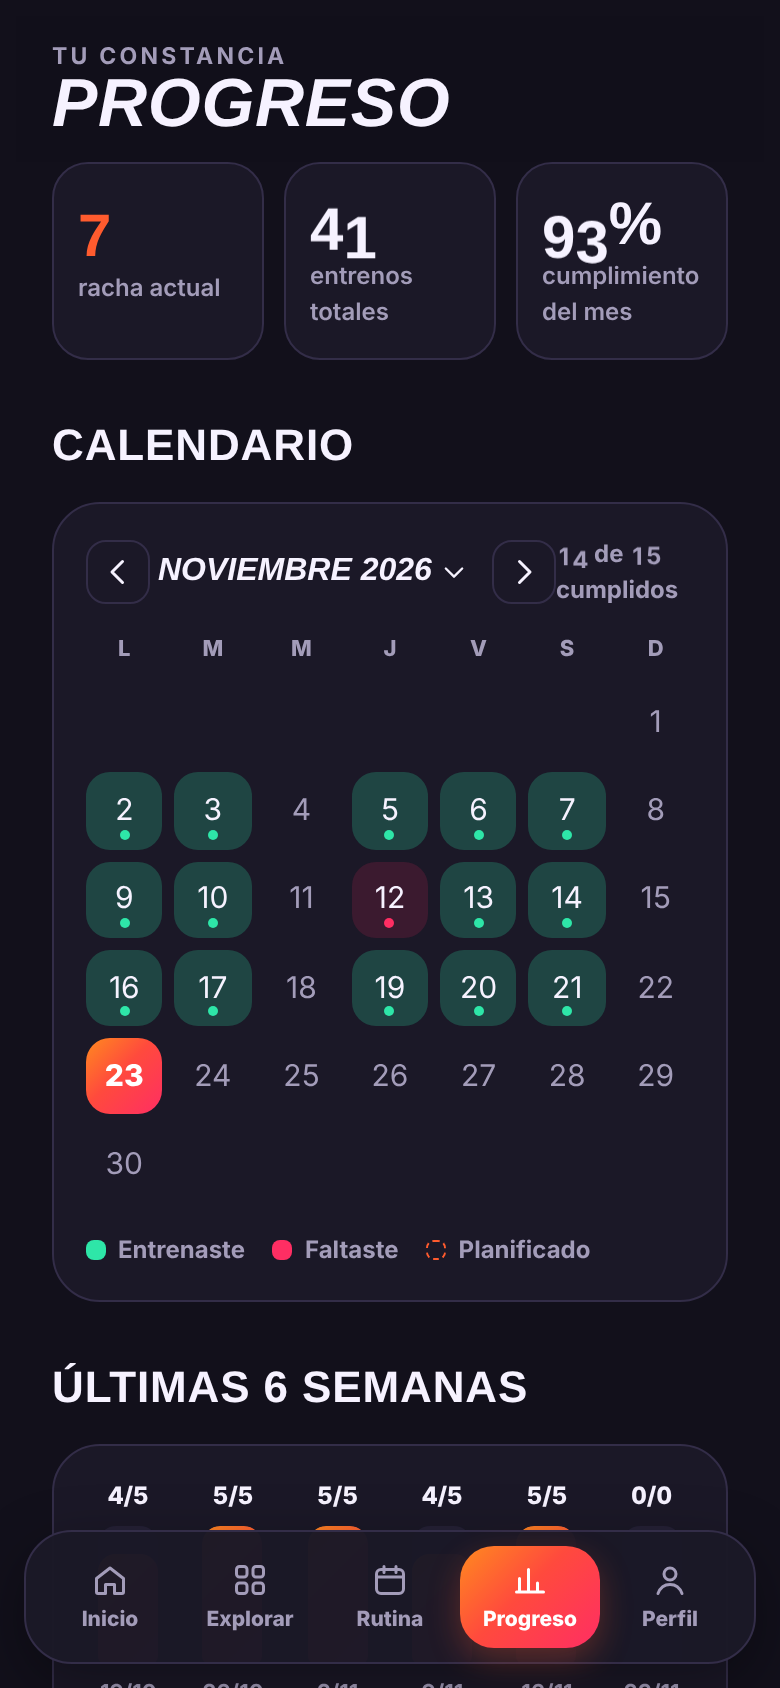 TU CONSTANCIA
PROGRESO
7
racha actual
41
entrenos
totales
93%
cumplimiento
del mes
CALENDARIO
NOVIEMBRE 2026
14 de 15
cumplidos
L M M J V S D
1
2 3 4 5 6 7 8
9 10 11 12 13 14 15
16 17 18 19 20 21 22
23 24 25 26 27 28 29
30
Entrenaste Faltaste Planificado
ÚLTIMAS 6 SEMANAS
4/5 5/5 5/5 4/5 5/5 0/0
Inicio Explorar Rutina Progreso Perfil